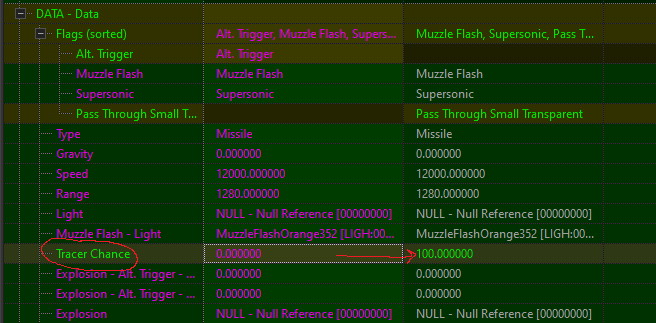 DATA - Data
Flags (sorted) Alt. Trigger, Muzzle Flash, Supers... Muzzle Flash, Supersonic, Pass T...
Alt. Trigger Alt. Trigger
Muzzle Flash Muzzle Flash Muzzle Flash
Supersonic Supersonic Supersonic
Pass Through Small T... Pass Through Small Transparent
Type Missile Missile
Gravity 0.000000 0.000000
Speed 12000.000000 12000.000000
Range 1280.000000 1280.000000
Light NULL - Null Reference [00000000] NULL - Null Reference [00000000]
Muzzle Flash - Light MuzzleFlashOrange352 [LIGH:00... MuzzleFlashOrange352 [LIGH:00...
Tracer Chance 0.000000 100.000000
Explosion - Alt. Trigger - ... 0.000000 0.000000
Explosion - Alt. Trigger - ... 0.000000 0.000000
Explosion NULL - Null Reference [00000000] NULL - Null Reference [00000000]